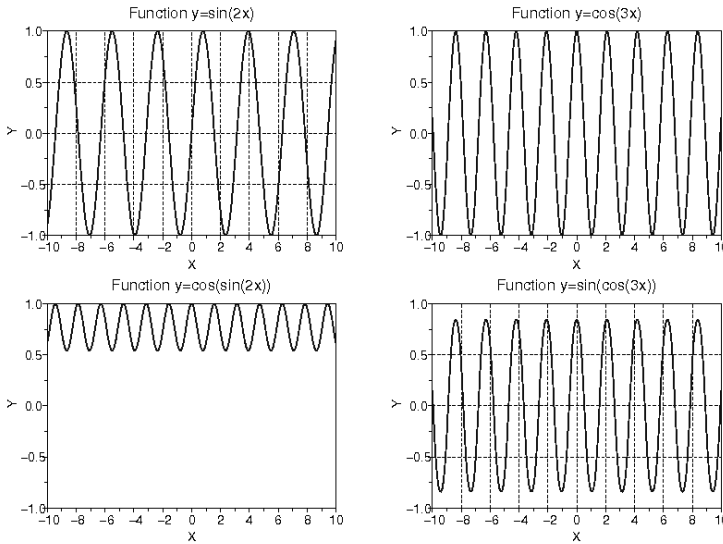 Function y=sin(2x)
Y
1.0
0.5
0.0
−0.5
−1.0
−10 −8 −6 −4 −2 0 2 4 6 8 10
X
Function y=cos(3x)
Y
1.0
0.5
0.0
−0.5
−1.0
−10 −8 −6 −4 −2 0 2 4 6 8 10
X
Function y=cos(sin(2x))
Y
1.0
0.5
0.0
−0.5
−1.0
−10 −8 −6 −4 −2 0 2 4 6 8 10
X
Function y=sin(cos(3x))
Y
1.0
0.5
0.0
−0.5
−1.0
−10 −8 −6 −4 −2 0 2 4 6 8 10
X